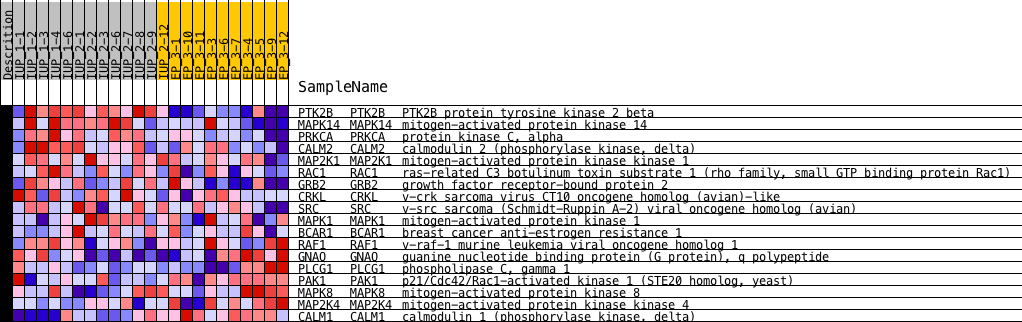 Descrition
IUP_1-1
IUP_1-2
IUP_1-3
IUP_1-4
IUP_1-6
IUP_2-1
IUP_2-2
IUP_2-3
IUP_2-6
IUP_2-7
IUP_2-8
IUP_2-9
IUP_2-12
EP_3-1
EP_3-10
EP_3-11
EP_3-3
EP_3-6
EP_3-7
EP_3-4
EP_3-5
EP_3-9
EP_3-12
SampleName
PTK2B PTK2B PTK2B protein tyrosine kinase 2 beta
MAPK14 MAPK14 mitogen-activated protein kinase 14
PRKCA PRKCA protein kinase C, alpha
CALM2 CALM2 calmodulin 2 (phosphorylase kinase, delta)
MAP2K1 MAP2K1 mitogen-activated protein kinase kinase 1
RAC1 RAC1 ras-related C3 botulinum toxin substrate 1 (rho family, small GTP binding protein Rac1)
GRB2 GRB2 growth factor receptor-bound protein 2
CRKL CRKL v-crk sarcoma virus CT10 oncogene homolog (avian)-like
SRC SRC v-src sarcoma (Schmidt-Ruppin A-2) viral oncogene homolog (avian)
MAPK1 MAPK1 mitogen-activated protein kinase 1
BCAR1 BCAR1 breast cancer anti-estrogen resistance 1
RAF1 RAF1 v-raf-1 murine leukemia viral oncogene homolog 1
GNAQ GNAQ guanine nucleotide binding protein (G protein), q polypeptide
PLCG1 PLCG1 phospholipase C, gamma 1
PAK1 PAK1 p21/Cdc42/Rac1-activated kinase 1 (STE20 homolog, yeast)
MAPK8 MAPK8 mitogen-activated protein kinase 8
MAP2K4 MAP2K4 mitogen-activated protein kinase kinase 4
CALM1 CALM1 calmodulin 1 (phosphorylase kinase, delta)